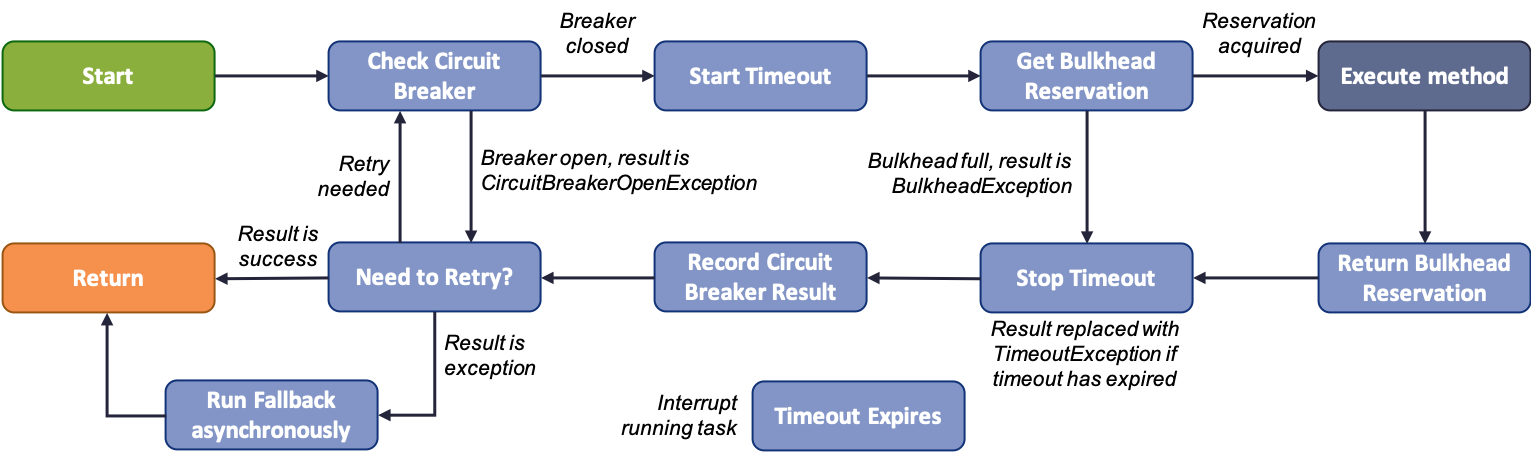 Breaker
closed
Reservation
acquired
Start
Check Circuit
Breaker
Start Timeout
Get Bulkhead
Reservation
Execute method
Retry
needed
Breaker open, result is
CircuitBreakerOpenException
Bulkhead full, result is
BulkheadException
Result is
success
Return
Need to Retry?
Record Circuit
Breaker Result
Stop Timeout
Return Bulkhead
Reservation
Result is
exception
Result replaced with
TimeoutException if
timeout has expired
Run Fallback
asynchronously
Interrupt
running task
Timeout Expires